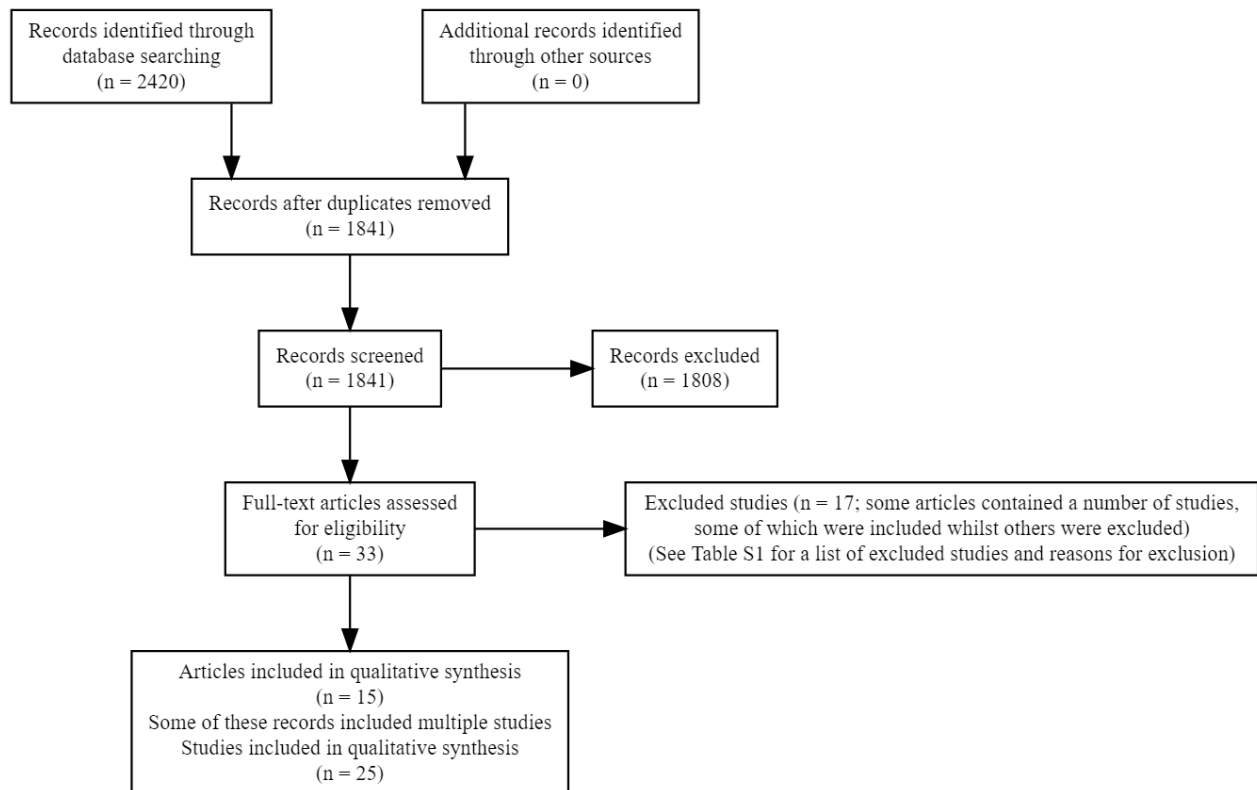 Records identified through
database searching
(n = 2420)
Additional records identified
through other sources
(n = 0)
Records after duplicates removed
(n = 1841)
Records screened
(n = 1841)
Records excluded
(n = 1808)
Full-text articles assessed
for eligibility
(n = 33)
Excluded studies (n = 17; some articles contained a number of studies,
some of which were included whilst others were excluded)
(See Table S1 for a list of excluded studies and reasons for exclusion)
Articles included in qualitative synthesis
(n = 15)
Some of these records included multiple studies
Studies included in qualitative synthesis
(n = 25)